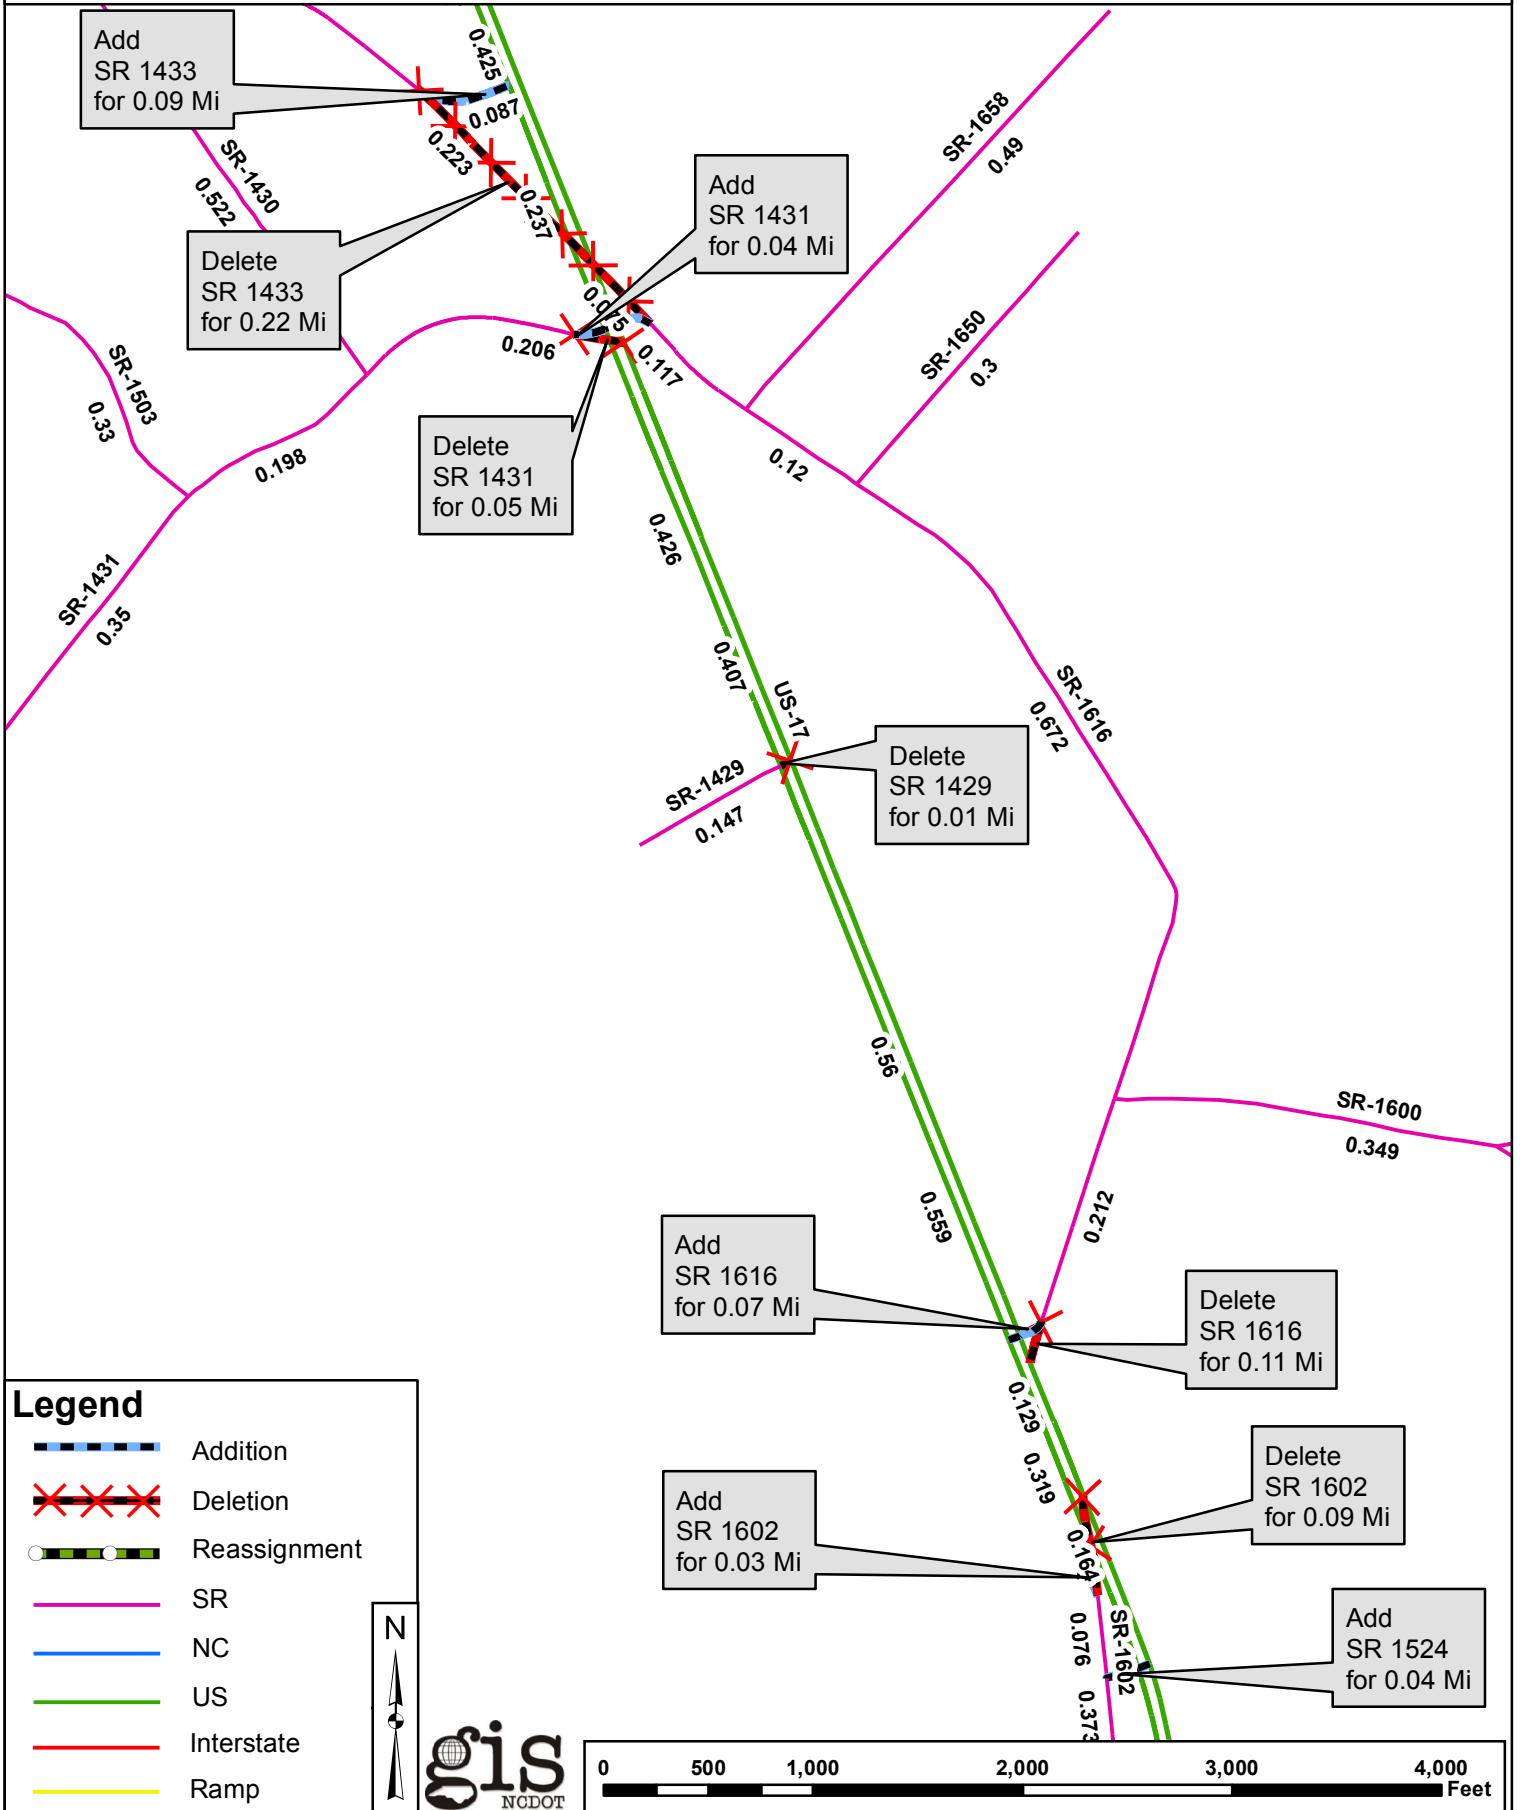 Add
SR 1433
for 0.09 Mi
0.425
0.087
0.223
SR-1430
0.522
0.237
Delete
SR 1433
for 0.22 Mi
Add
SR 1431
for 0.04 Mi
SR-1658
0.49
0.075
0.206
0.117
SR-1650
0.3
SR-1503
0.33
0.198
Delete
SR 1431
for 0.05 Mi
0.12
0.426
SR-1431
0.35
0.407
US-17
SR-1616
0.672
Delete
SR 1429
for 0.01 Mi
SR-1429
0.147
0.56
SR-1600
0.349
0.559
0.212
Add
SR 1616
for 0.07 Mi
Delete
SR 1616
for 0.11 Mi
0.129
0.319
Delete
SR 1602
for 0.09 Mi
Add
SR 1602
for 0.03 Mi
0.164
0.076
SR-1602
Add
SR 1524
for 0.04 Mi
0.373
Legend
Addition
Deletion
Reassignment
SR
NC
US
Interstate
Ramp
N
gis
NCDOT
0 500 1,000 2,000 3,000 4,000
Feet